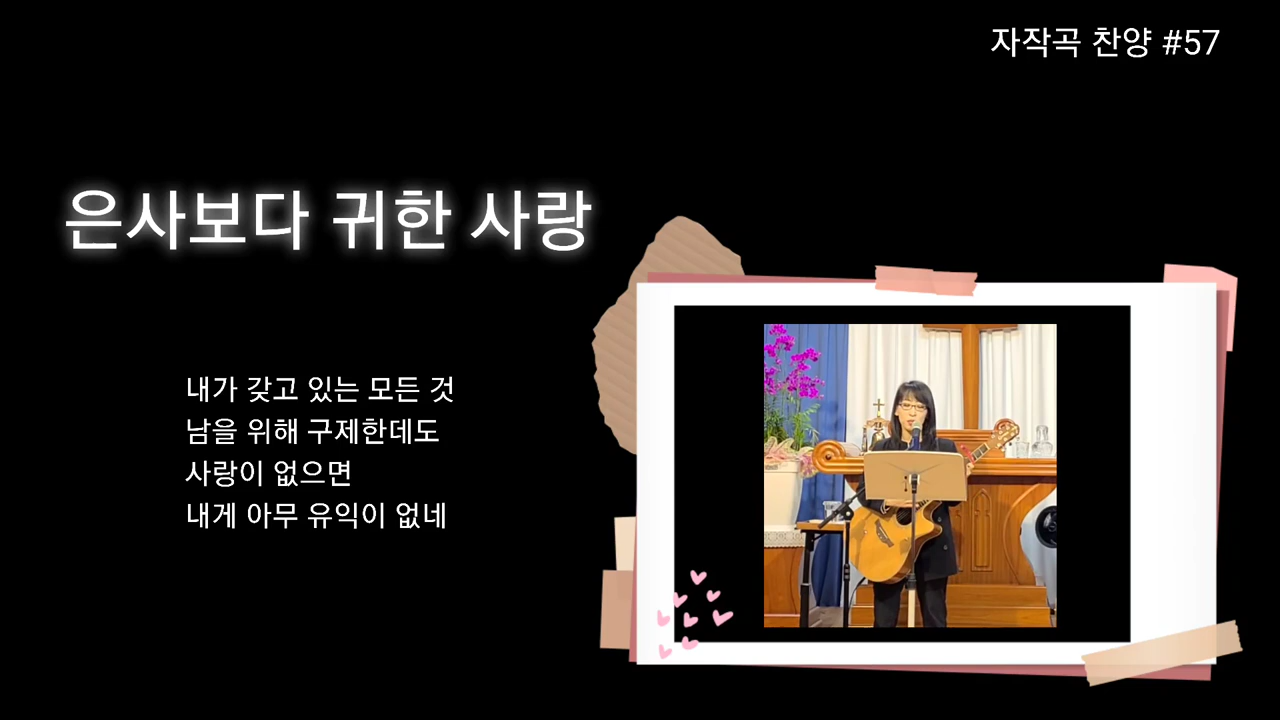 자작곡 찬양 #57
은사보다 귀한 사랑
내가 갖고 있는 모든 것
남을 위해 구제한데도
사랑이 없으면
내게 아무 유익이 없네